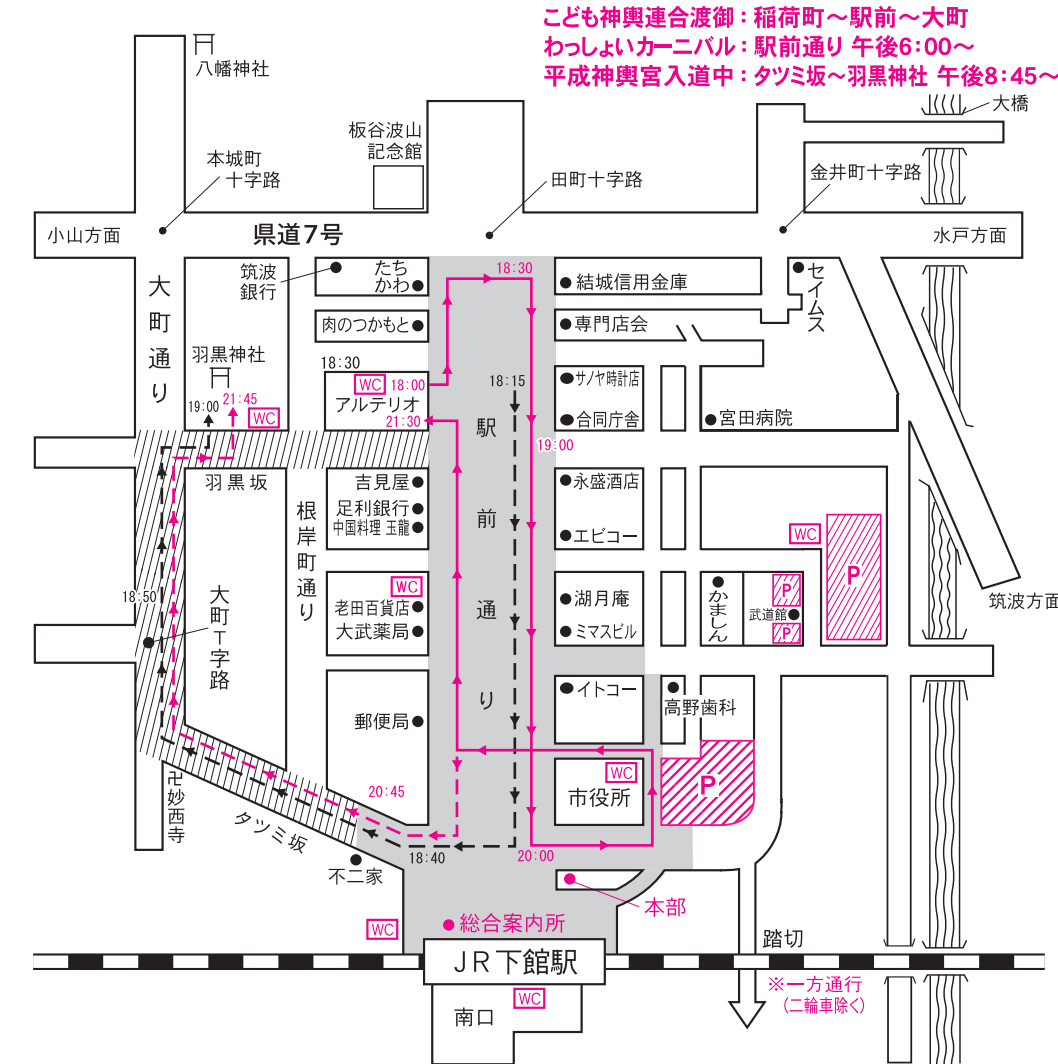 こども神輿連合渡御：稲荷町〜駅前〜大町
わっしょいカーニバル：駅前通り 午後6:00〜
平成神輿宮入道中：タツミ坂〜羽黒神社 午後8:45〜
八幡神社
大橋
板谷波山
記念館
本城町
十字路
田町十字路
金井町十字路
小山方面
県道7号
水戸方面
大町通り
筑波
銀行
たち
かわ
18:30
結城信用金庫
セイムス
肉のつかもと
専門店会
羽黒神社
18:30
WC
18:00
アルテリオ
21:30
18:15
サノヤ時計店
19:00
21:45
WC
合同庁舎
宮田病院
駅前通り
19:00
羽黒坂
根岸町通り
吉見屋
足利銀行
中国料理 玉龍
永盛酒店
エビコー
WC
P
18:50
大町T字路
WC
老田百貨店
大武薬局
湖月庵
ミマスビル
かましん
P
武道館
P
筑波方面
郵便局
イトコー
高野歯科
卍妙西寺
タツミ坂
20:45
WC
市役所
P
18:40
20:00
不二家
本部
WC
総合案内所
踏切
JR下館駅
※一方通行
(二輪車除く)
WC
南口